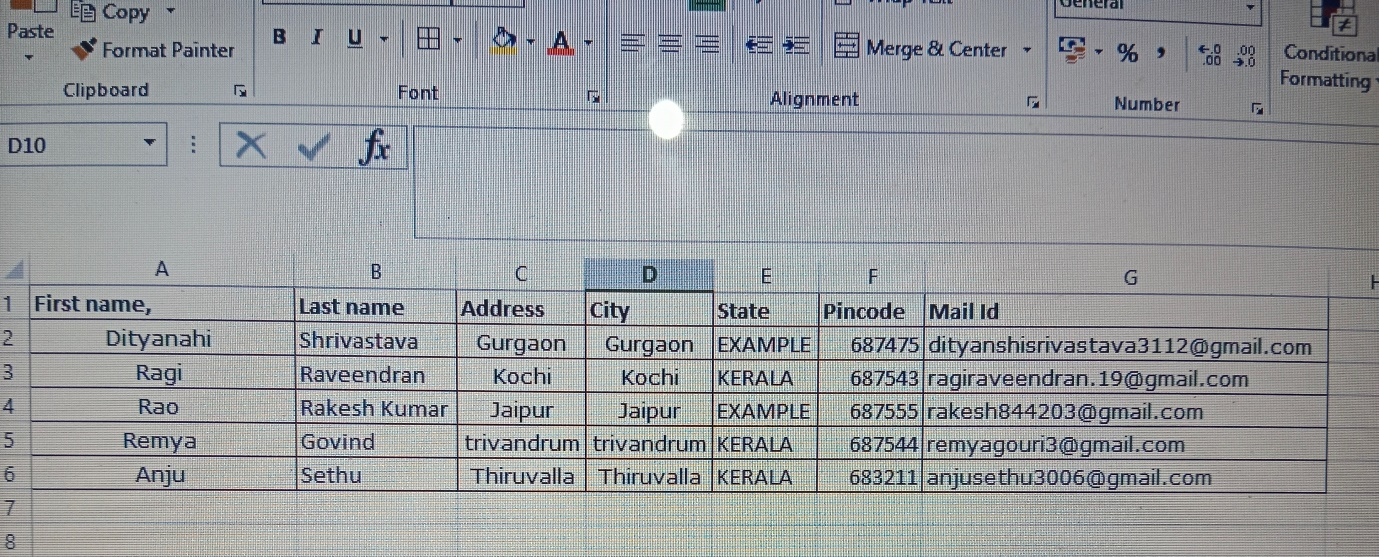 Copy
Paste
Format Painter
B I U A
Merge & Center
% , .00
Conditional
Formatting
Clipboard Font Alignment Number
D10 fx
A B C D E F G
1 First name, Last name Address City State Pincode Mail Id
2 Dityanahi Shrivastava Gurgaon Gurgaon EXAMPLE 687475 dityanshisrivastava3112@gmail.com
3 Ragi Raveendran Kochi Kochi KERALA 687543 ragiraveendran.19@gmail.com
4 Rao Rakesh Kumar Jaipur Jaipur EXAMPLE 687555 rakesh844203@gmail.com
5 Remya Govind trivandrum trivandrum KERALA 687544 remyagouri3@gmail.com
6 Anju Sethu Thiruvalla Thiruvalla KERALA 683211 anjusethu3006@gmail.com
7
8